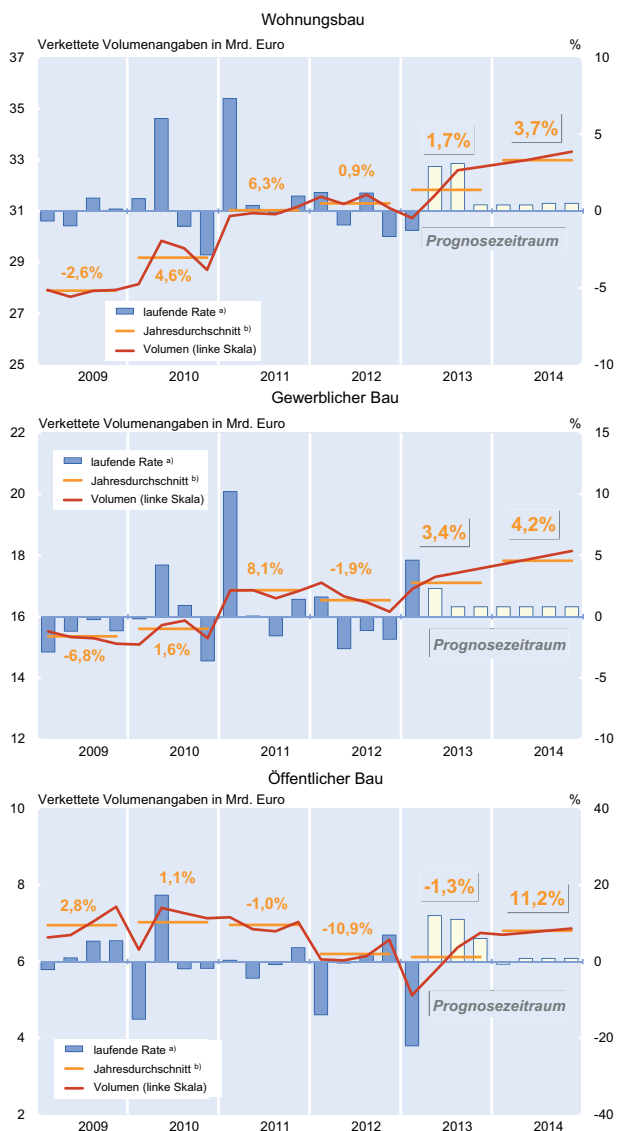 Wohnungsbau
Verkettete Volumenangaben in Mrd. Euro %
37 10
35
33 5
31 0
29
27 -5
25 -10
1,7% 3,7%
6,3% 0,9%
-2,6% 4,6%
Prognosezeitraum
laufende Rate a)
Jahresdurchschnitt b)
Volumen (linke Skala)
2009 2010 2011 2012 2013 2014
Gewerblicher Bau
Verkettete Volumenangaben in Mrd. Euro %
22 15
20 10
18 5
16 0
14 -5
12 -10
laufende Rate a)
Jahresdurchschnitt b)
Volumen (linke Skala)
3,4% 4,2%
8,1% -1,9%
-6,8% 1,6%
Prognosezeitraum
2009 2010 2011 2012 2013 2014
Öffentlicher Bau
Verkettete Volumenangaben in Mrd. Euro %
10 40
8 20
6 0
4 -20
2 -40
2,8% 1,1% -1,0% -10,9% -1,3% 11,2%
Prognosezeitraum
laufende Rate a)
Jahresdurchschnitt b)
Volumen (linke Skala)
2009 2010 2011 2012 2013 2014